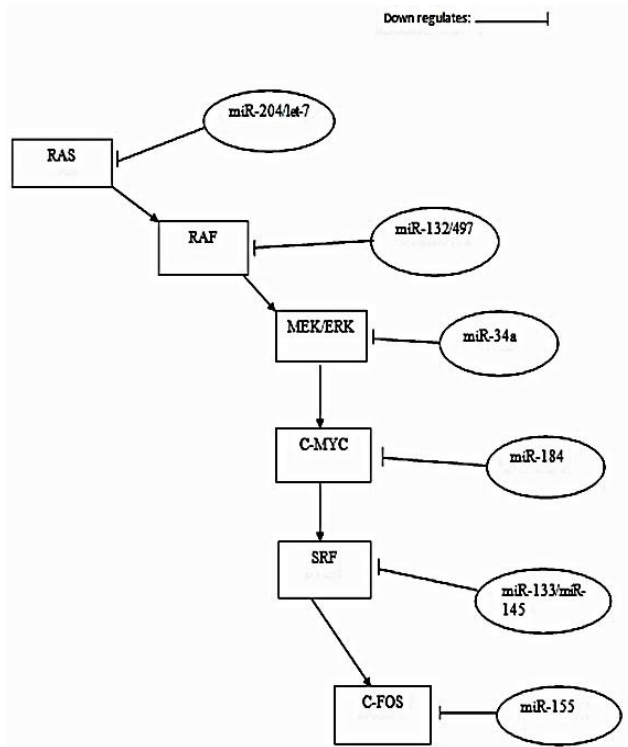 Down regulates:
miR-204/let-7
RAS
RAF
miR-132/497
MEK/ERK
miR-34a
C-MYC
miR-184
SRF
miR-133/miR-
145
C-FOS
miR-155